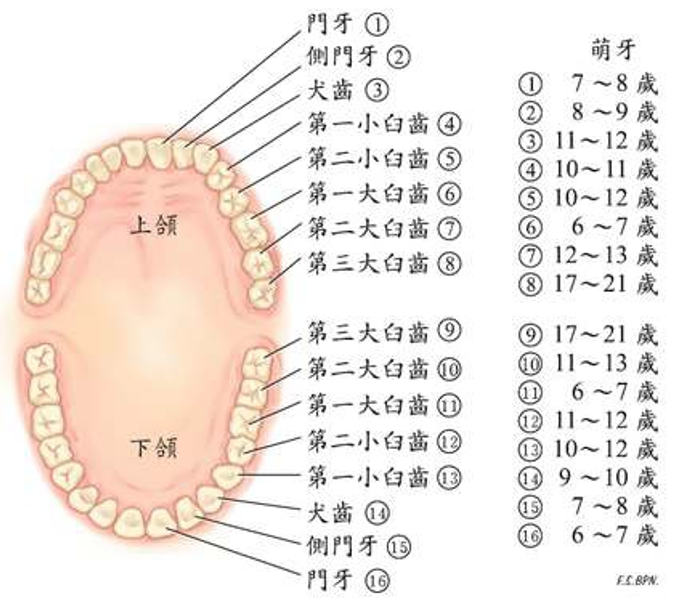 門牙 ①
側門牙 ②
犬齒 ③
第一小臼齒 ④
第二小臼齒 ⑤
第一大臼齒 ⑥
第二大臼齒 ⑦
第三大臼齒 ⑧
上頜
萌牙
① 7～8 歲
② 8～9 歲
③ 11～12 歲
④ 10～11 歲
⑤ 10～12 歲
⑥ 6～7 歲
⑦ 12～13 歲
⑧ 17～21 歲
第三大臼齒 ⑨
第二大臼齒 ⑩
第一大臼齒 ⑪
第二小臼齒 ⑫
第一小臼齒 ⑬
犬齒 ⑭
側門牙 ⑮
門牙 ⑯
下頜
⑨ 17～21 歲
⑩ 11～13 歲
⑪ 6～7 歲
⑫ 11～12 歲
⑬ 10～12 歲
⑭ 9～10 歲
⑮ 7～8 歲
⑯ 6～7 歲
F.S.BPN.